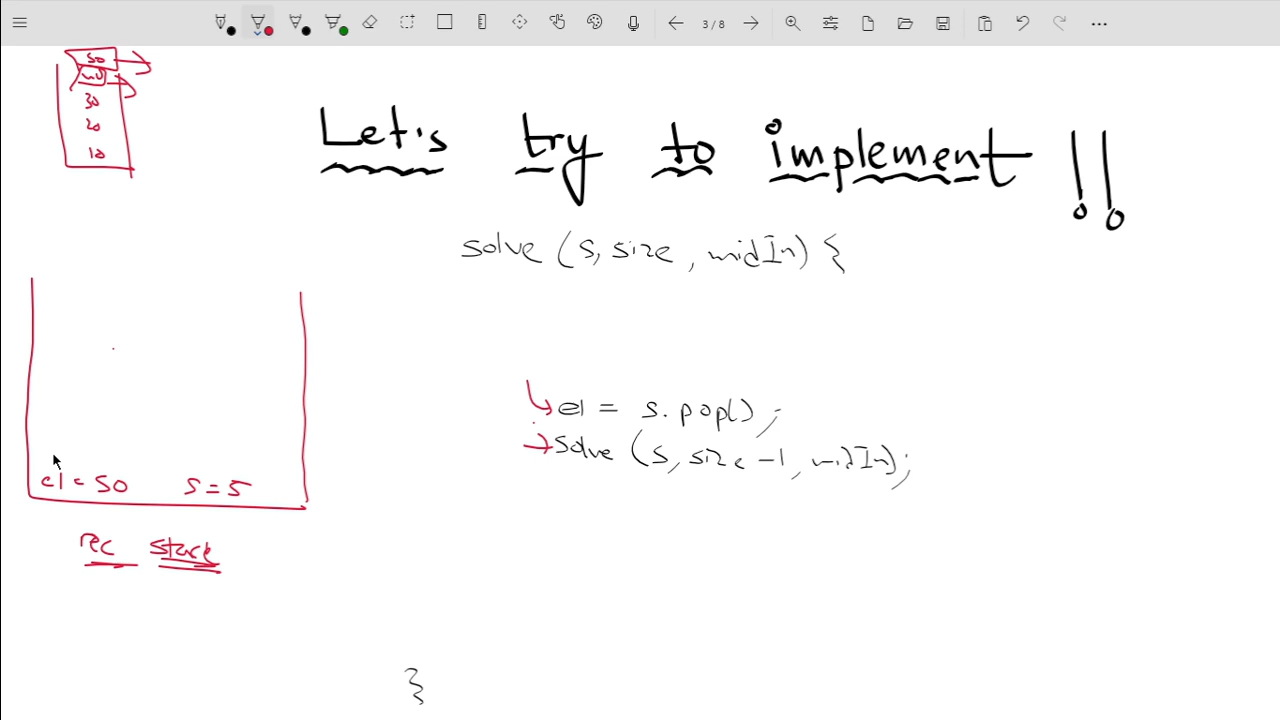 3 / 8
50
40
30
20
10
Let's try to implement !!
solve (s, size, midIn) {
el = s.pop();
solve (s, size -1, midIn);
el = 50 s = 5
rec stack
}